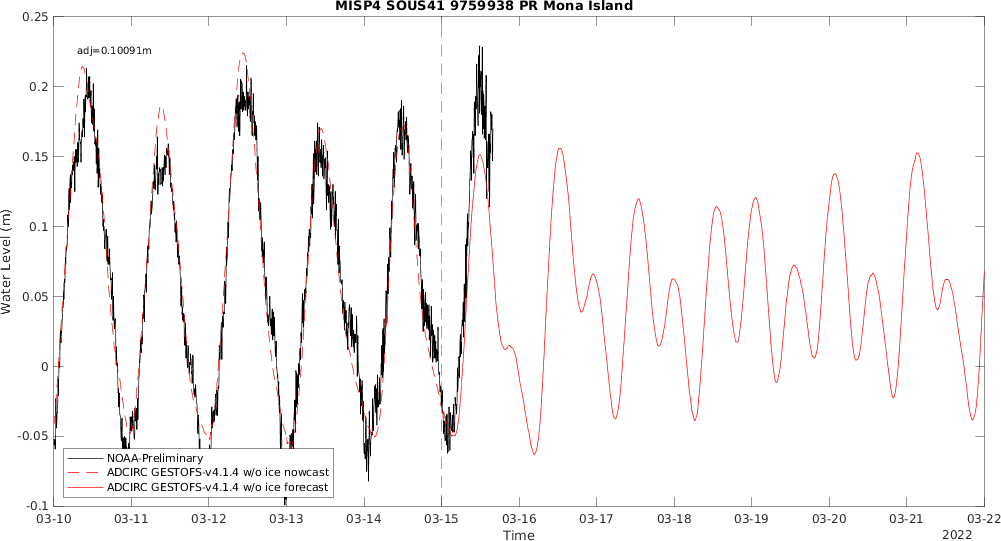 MISP4 SOUS41 9759938 PR Mona Island
adj=0.10091m
0.25
0.2
0.15
0.1
0.05
0
-0.05
-0.1
Water Level (m)
NOAA-Preliminary
ADCIRC GESTOFS-v4.1.4 w/o ice nowcast
ADCIRC GESTOFS-v4.1.4 w/o ice forecast
03-10 03-11 03-12 03-13 03-14 03-15 03-16 03-17 03-18 03-19 03-20 03-21 03-22
Time
2022